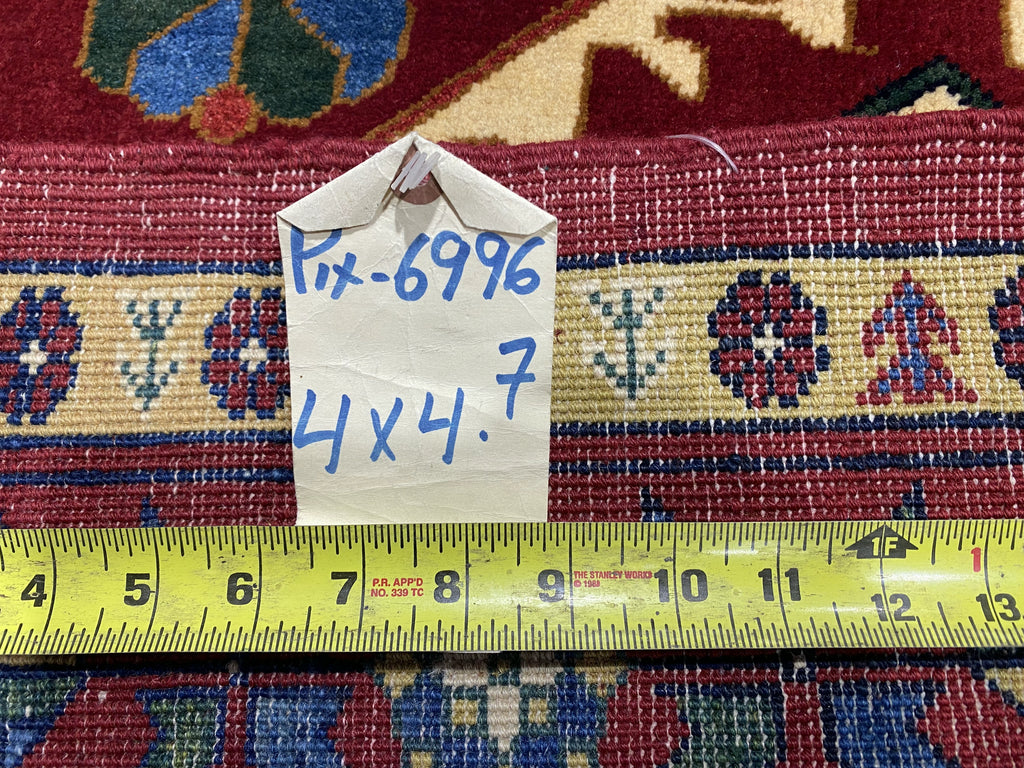 Pix-6996
4x4.7
1F
1
4 5 6 7 8 9 10 11 12 13
P.R. APP'D
NO. 339 TC
THE STANLEY WORKS
© 1988